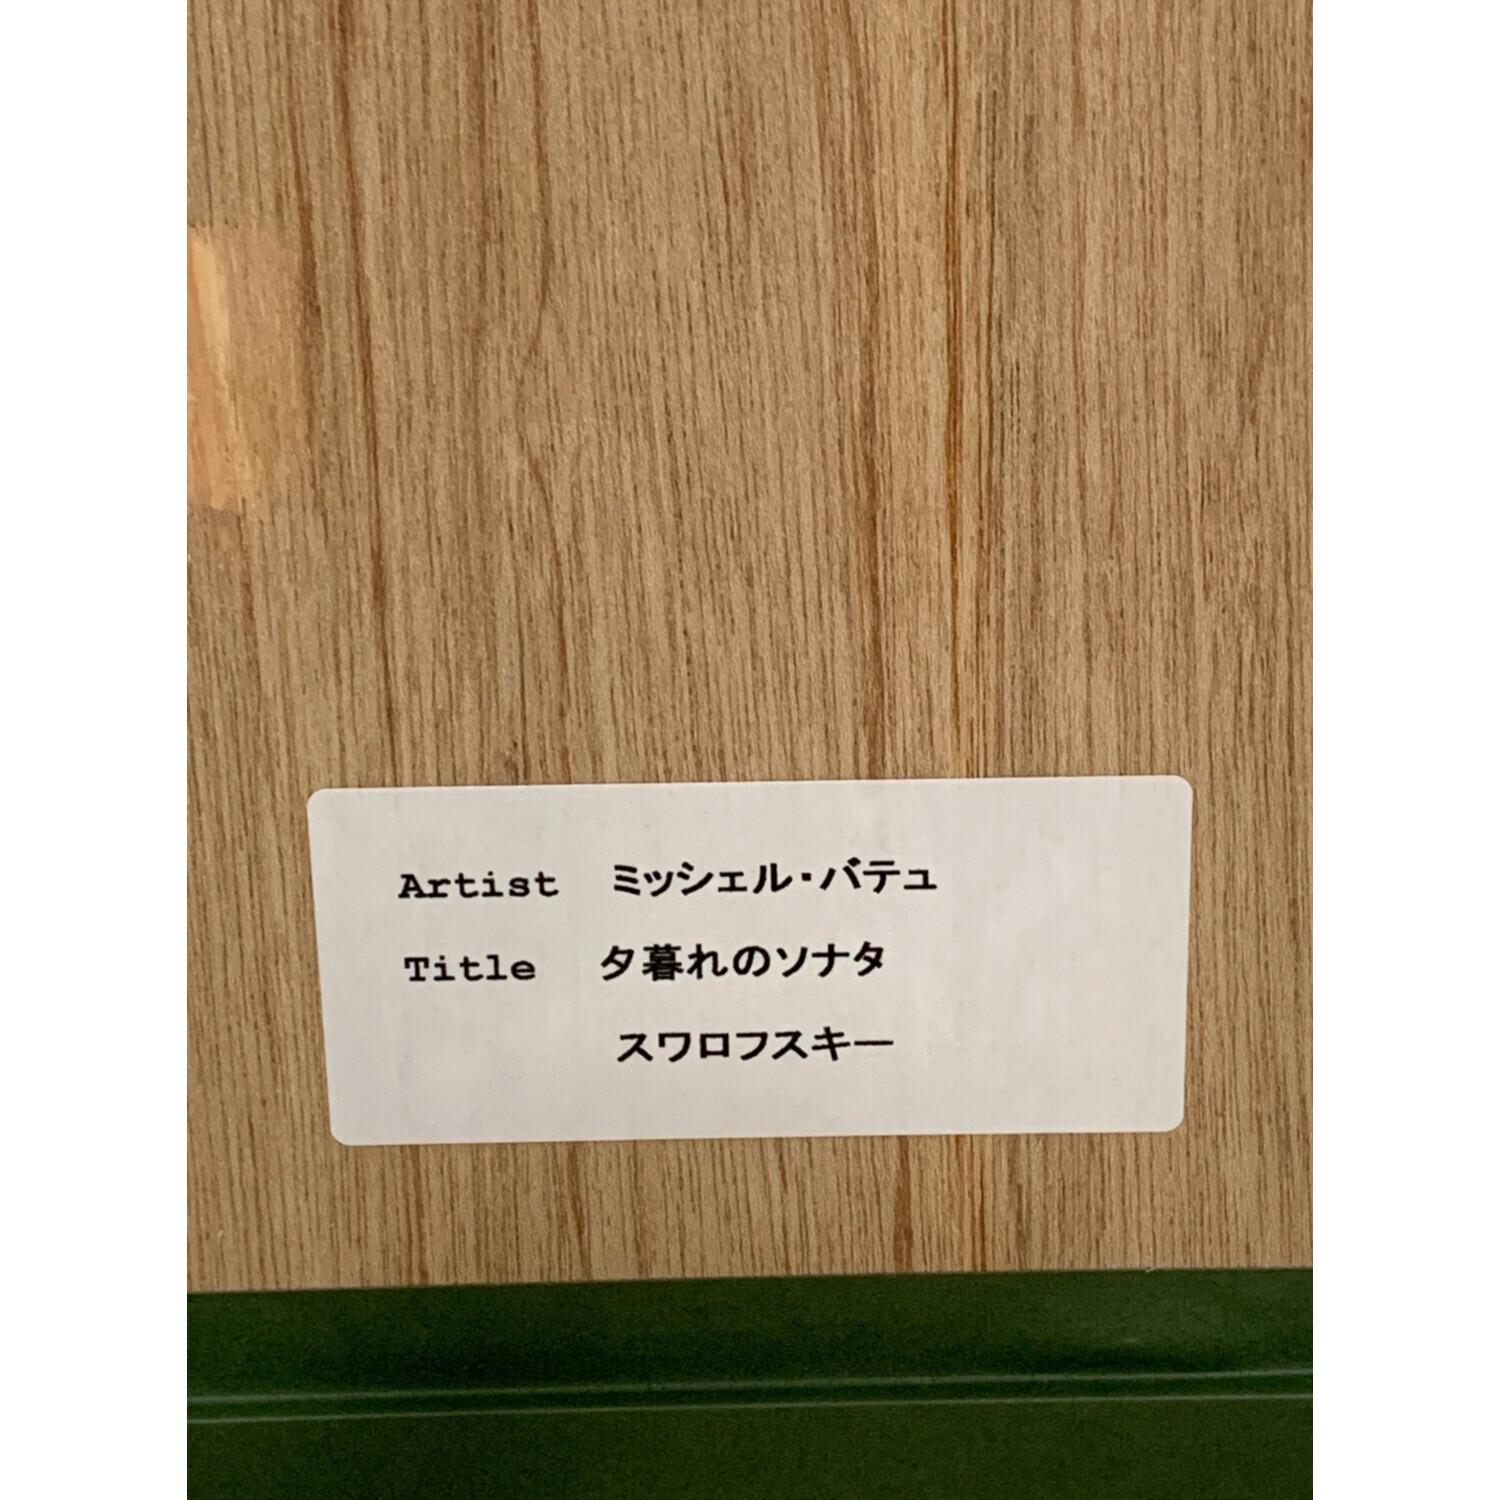 Artist ミッシェル・バテュ
Title 夕暮れのソナタ
スワロフスキー